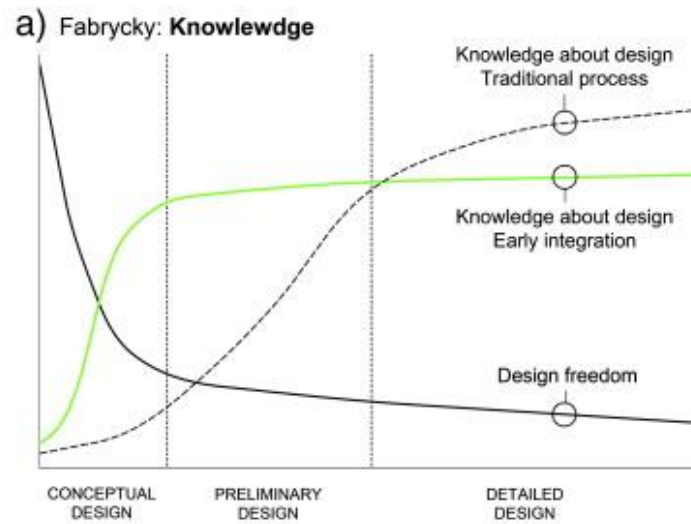 a) Fabrycky: Knowlewdge
Knowledge about design
Traditional process
Knowledge about design
Early integration
Design freedom
CONCEPTUAL
DESIGN
PRELIMINARY
DESIGN
DETAILED
DESIGN